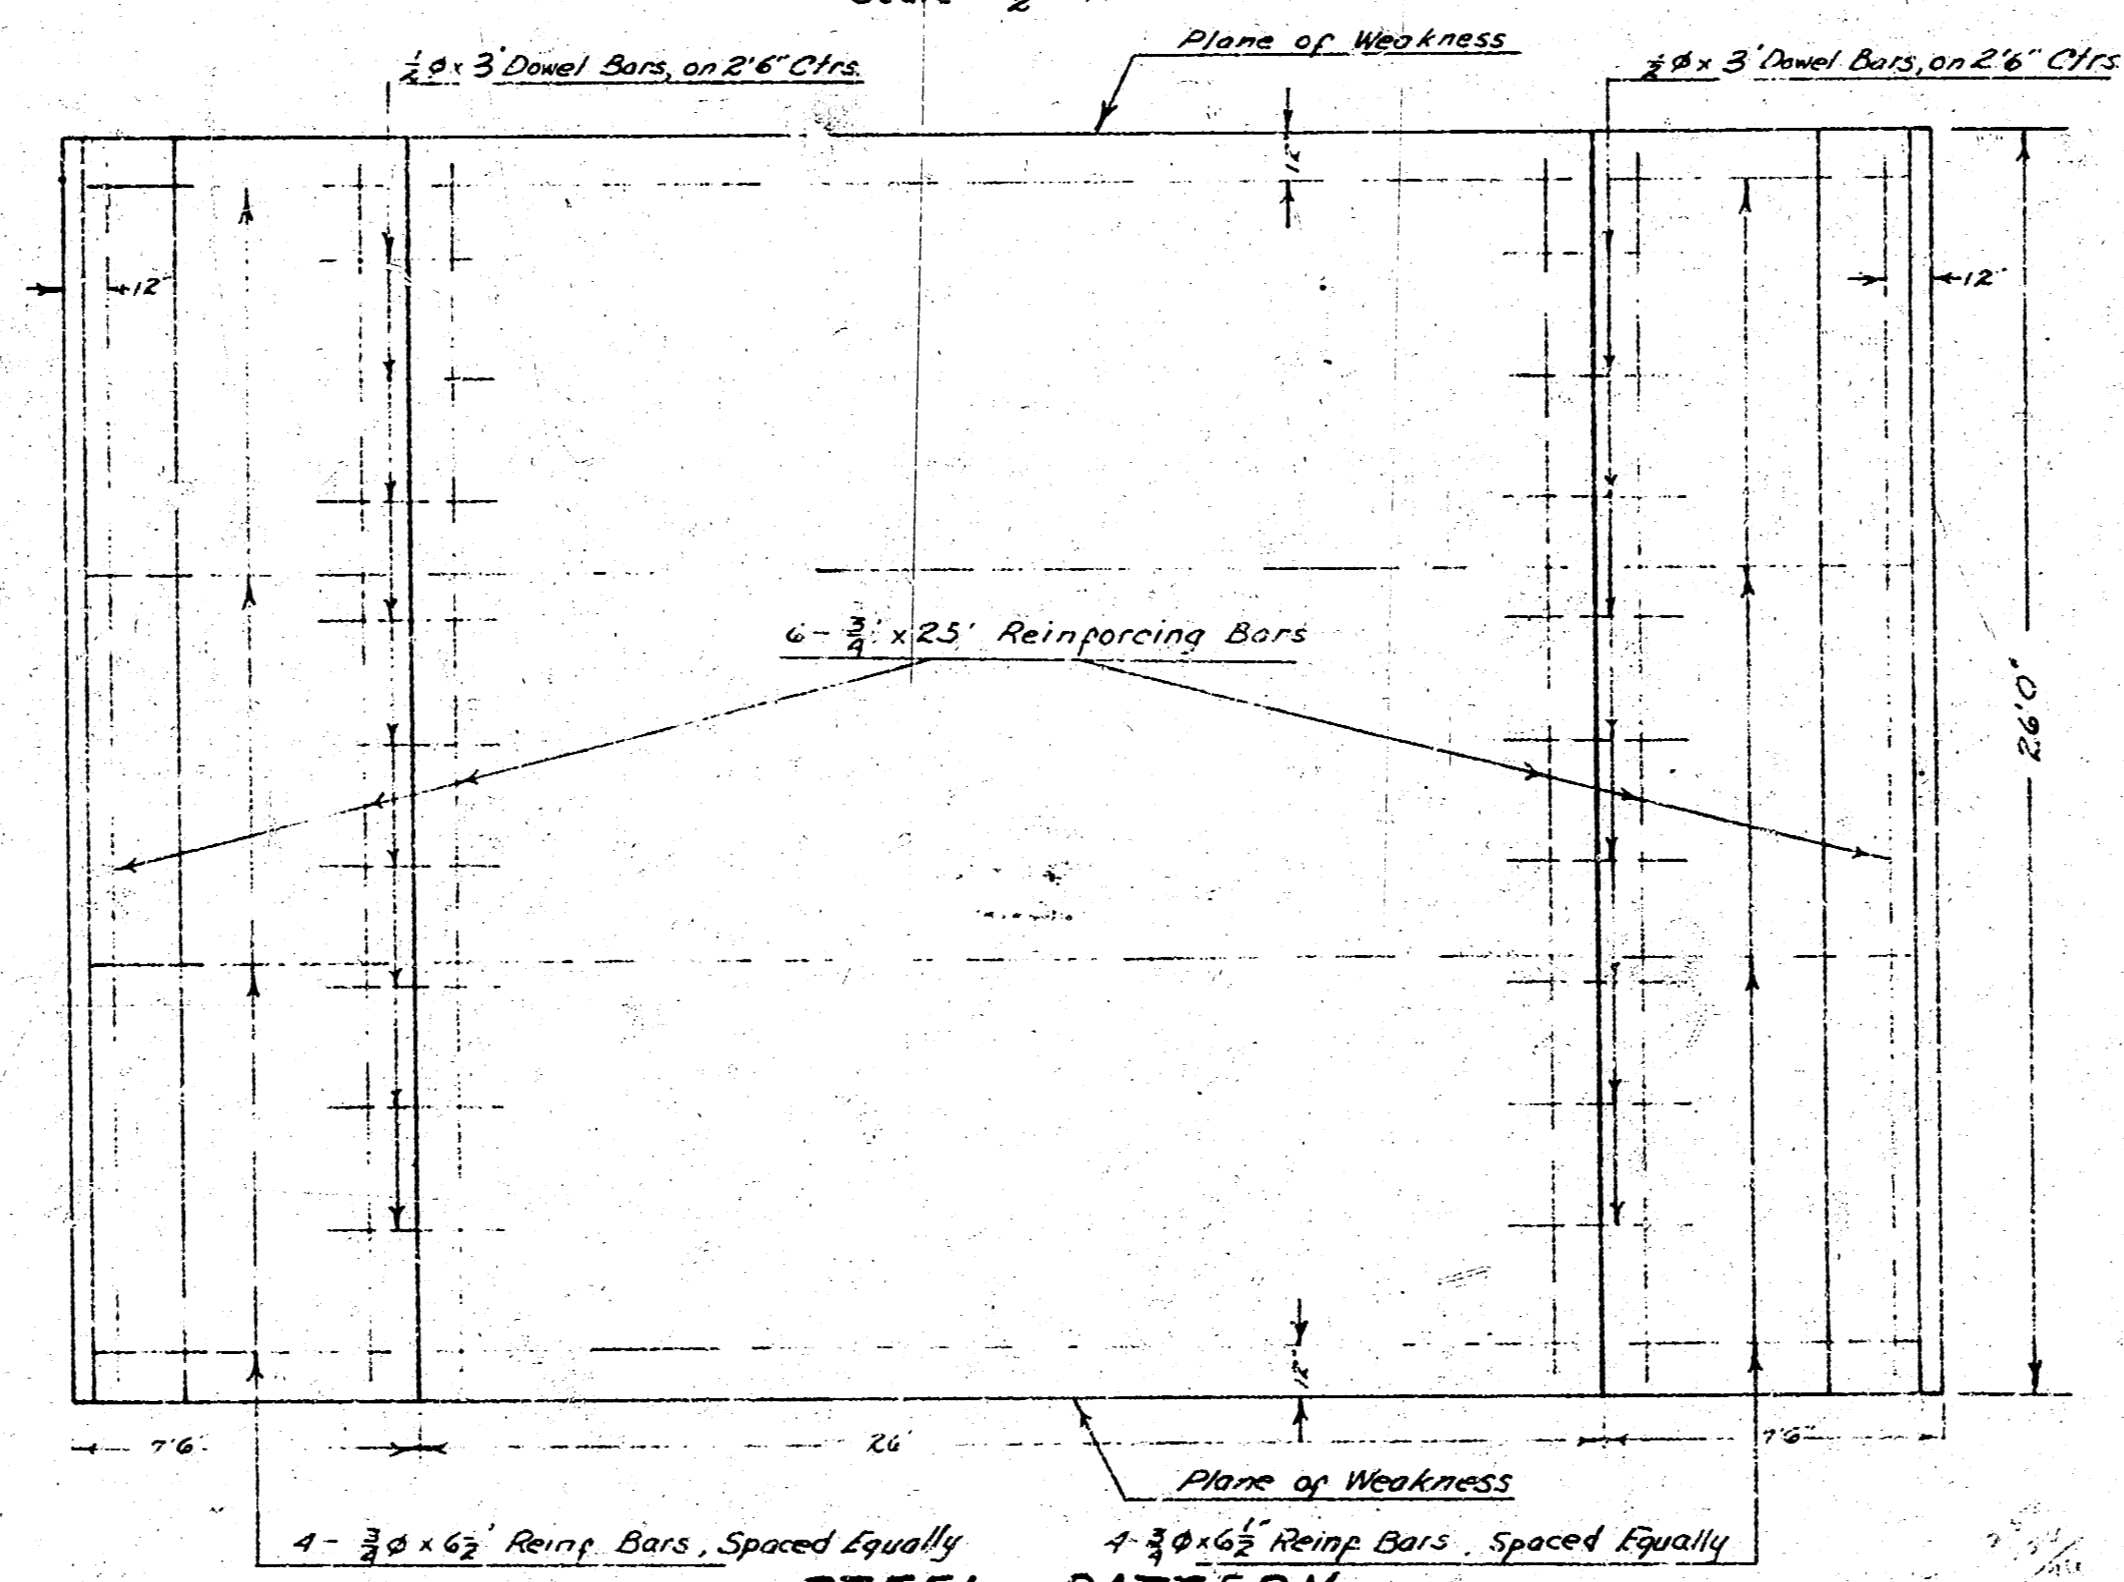 Plane of Weakness
½ φ x 3' Dowel Bars, on 2'6" Ctrs.
½ φ x 3' Dowel Bars, on 2'6" Ctrs.
12"
12"
12"
6 - ¾" x 25' Reinforcing Bars
26'0"
12"
7'6"
26'
7'6"
Plane of Weakness
4 - ¾ φ x 6½' Reinf. Bars, Spaced Equally
4 - ¾ φ x 6½" Reinf. Bars, Spaced Equally